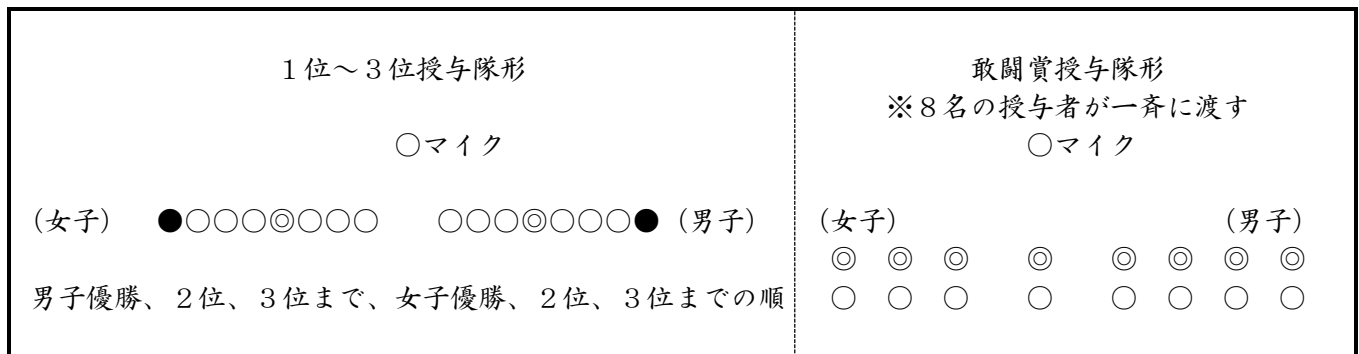 １位～３位授与隊形
○マイク
（女子） ●○○○◎○○○ ○○○◎○○○●（男子）
男子優勝、２位、３位まで、女子優勝、２位、３位までの順
敢闘賞授与隊形
※８名の授与者が一斉に渡す
○マイク
（女子） （男子）
◎ ◎ ◎ ◎ ◎ ◎ ◎ ◎
○ ○ ○ ○ ○ ○ ○ ○